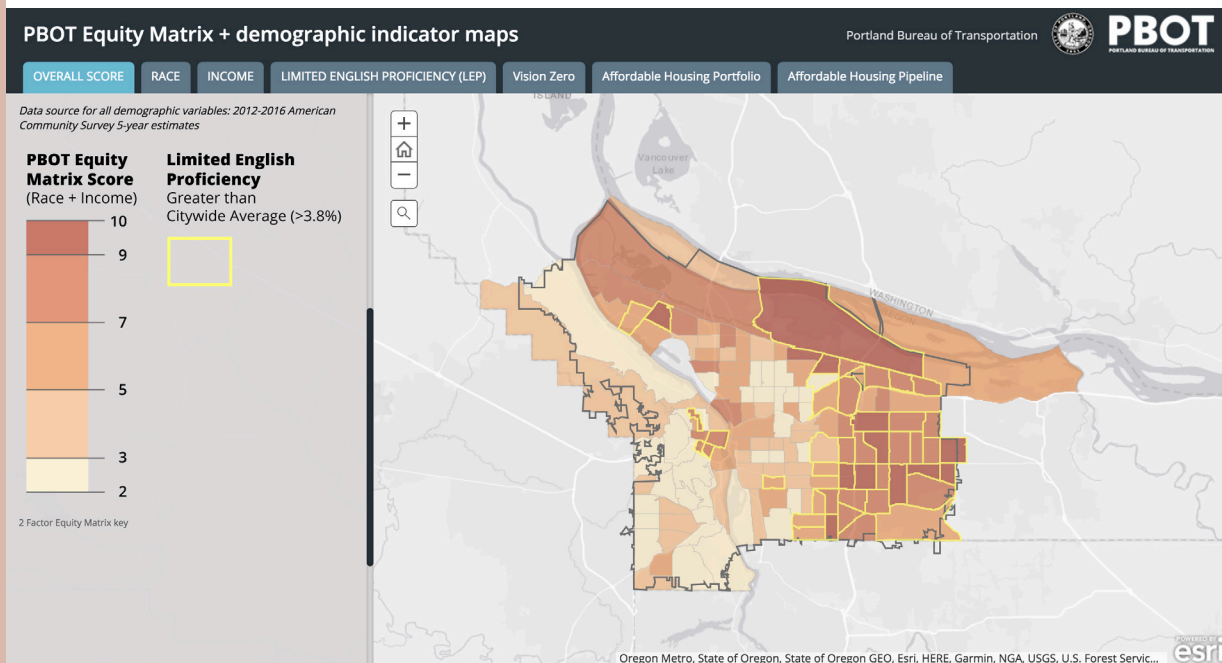 PBOT Equity Matrix + demographic indicator maps
Portland Bureau of Transportation
PBOT
PORTLAND BUREAU OF TRANSPORTATION
OVERALL SCORE
RACE
INCOME
LIMITED ENGLISH PROFICIENCY (LEP)
Vision Zero
Affordable Housing Portfolio
Affordable Housing Pipeline
Data source for all demographic variables: 2012-2016 American
Community Survey 5-year estimates
PBOT Equity
Matrix Score
(Race + Income)
10
9
7
5
3
2
Limited English
Proficiency
Greater than
Citywide Average (>3.8%)
2 Factor Equity Matrix key
+
−
ISLAND
Vancouver
Lake
WASHINGTON
OREGON
POWERED BY
esri
Oregon Metro, State of Oregon, State of Oregon GEO, Esri, HERE, Garmin, NGA, USGS, U.S. Forest Servic...